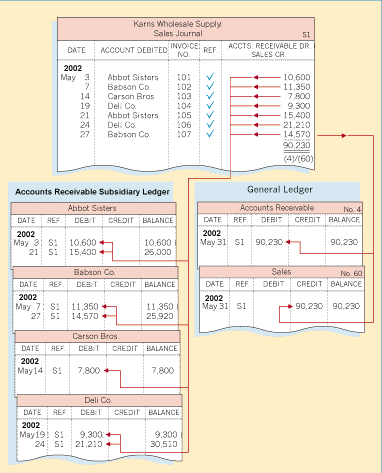 Karns Wholesale Supply
Sales Journal S1
DATE ACCOUNT DEBITED INVOICE NO. REF. ACCTS. RECEIVABLE DR. SALES CR.
2002
May 3 Abbot Sisters 101 ✓ 10,600
7 Babson Co. 102 ✓ 11,350
14 Carson Bros 103 ✓ 7,800
19 Deli Co. 104 ✓ 9,300
21 Abbot Sisters 105 ✓ 15,400
24 Deli Co. 106 ✓ 21,210
27 Babson Co. 107 ✓ 14,570
90,230
(4)/(60)
Accounts Receivable Subsidiary Ledger
Abbot Sisters
DATE REF. DEBIT CREDIT BALANCE
2002
May 3 S1 10,600 10,600
21 S1 15,400 26,000
Babson Co.
DATE REF. DEBIT CREDIT BALANCE
2002
May 7 S1 11,350 11,350
27 S1 14,570 25,920
Carson Bros.
DATE REF. DEBIT CREDIT BALANCE
2002
May14 S1 7,800 7,800
Deli Co.
DATE REF. DEBIT CREDIT BALANCE
2002
May19 S1 9,300 9,300
24 S1 21,210 30,510
General Ledger
Accounts Receivable No. 4
DATE REF. DEBIT CREDIT BALANCE
2002
May 31 S1 90,230 90,230
Sales No. 60
DATE REF. DEBIT CREDIT BALANCE
2002
May 31 S1 90,230 90,230